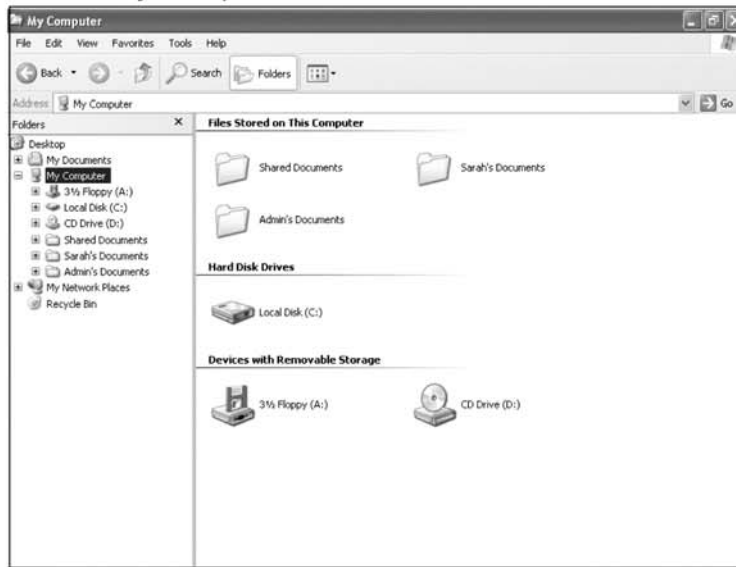 My Computer
File Edit View Favorites Tools Help
Back Search Folders
Address My Computer Go
Folders
Desktop
My Documents
My Computer
3½ Floppy (A:)
Local Disk (C:)
CD Drive (D:)
Shared Documents
Sarah's Documents
Admin's Documents
My Network Places
Recycle Bin
Files Stored on This Computer
Shared Documents Sarah's Documents
Admin's Documents
Hard Disk Drives
Local Disk (C:)
Devices with Removable Storage
3½ Floppy (A:) CD Drive (D:)